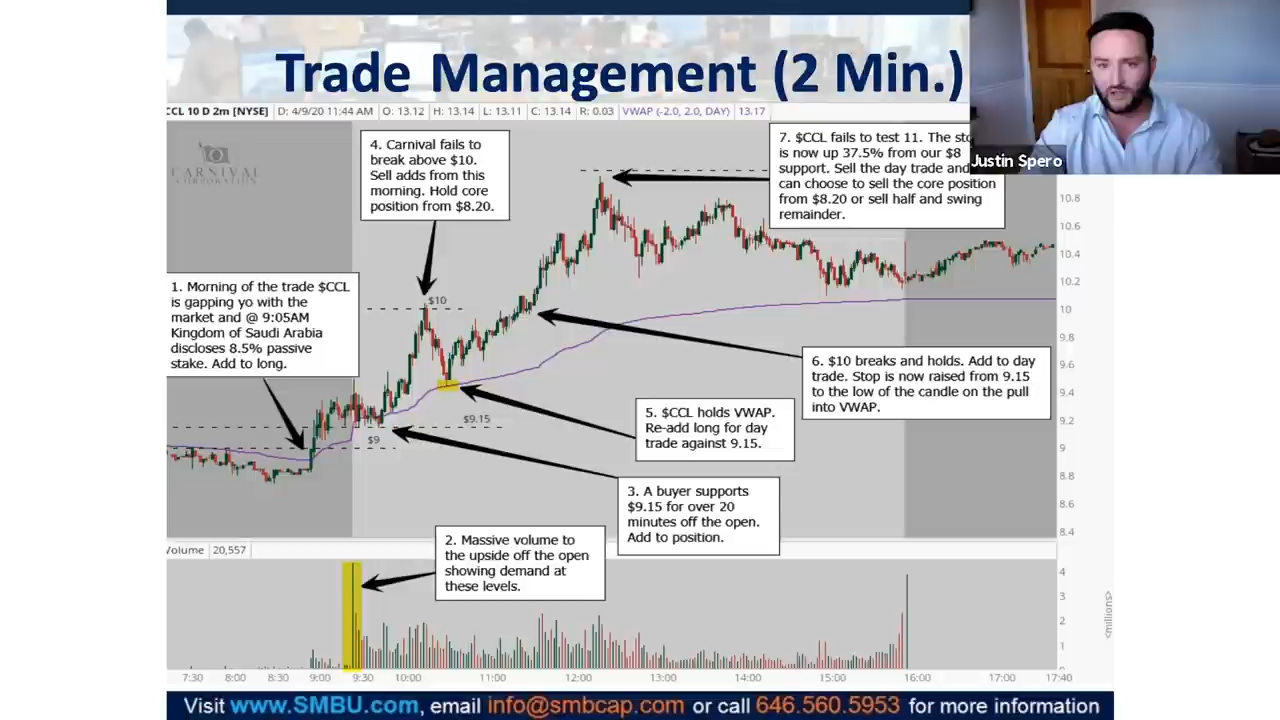 Trade Management (2 Min.)
Justin Spero
CCL 10 D 2m [NYSE] D: 4/9/20 11:44 AM O: 13.12 H: 13.14 L: 13.11 C: 13.14 R: 0.03 VWAP (-2.0, 2.0, DAY) 13.17
CARNIVAL
CORPORATION
4. Carnival fails to
break above $10.
Sell adds from this
morning. Hold core
position from $8.20.
7. $CCL fails to test 11. The
is now up 37.5% from our $8
support. Sell the day trade and
can choose to sell the core position
from $8.20 or sell half and swing
remainder.
1. Morning of the trade $CCL
is gapping yo with the
market and @ 9:05AM
Kingdom of Saudi Arabia
discloses 8.5% passive
stake. Add to long.
$10
6. $10 breaks and holds. Add to day
trade. Stop is now raised from 9.15
to the low of the candle on the pull
into VWAP.
5. $CCL holds VWAP.
Re-add long for day
trade against 9.15.
$9.15
$9
3. A buyer supports
$9.15 for over 20
minutes off the open.
Add to position.
2. Massive volume to
the upside off the open
showing demand at
these levels.
10.8
10.6
10.4
10.2
10
9.8
9.6
9.4
9.2
9
8.8
8.6
8.4
Volume 20,557
4
3
2
1
0
<millions>
7:30 8:00 8:30 9:00 9:30 10:00 11:00 12:00 13:00 14:00 15:00 16:00 17:00 17:40
Visit www.SMBU.com, email info@smbcap.com or call 646.560.5953 for more information